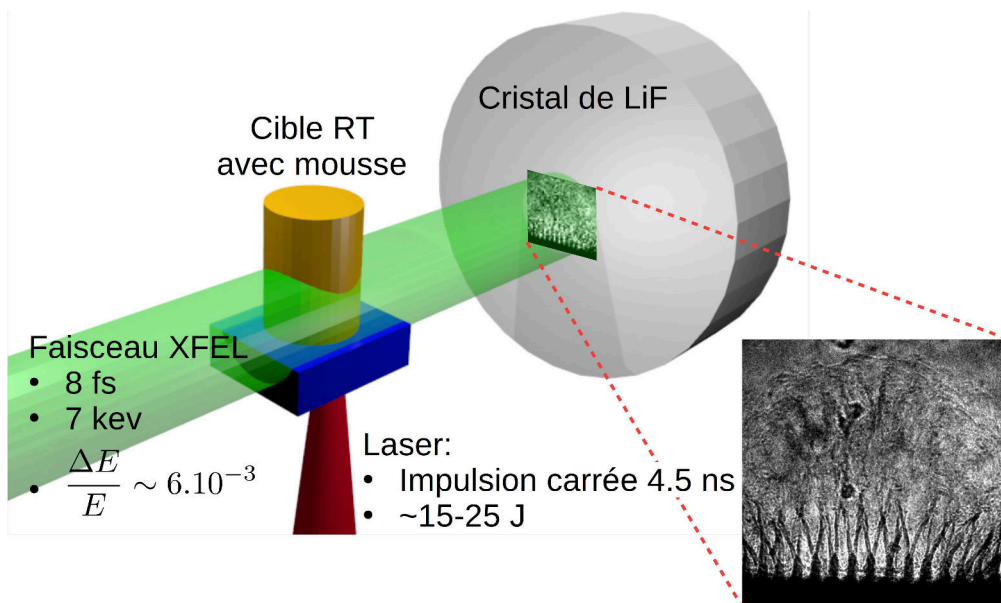 Cristal de LiF
Cible RT
avec mousse
Faisceau XFEL
• 8 fs
• 7 kev
• ΔE/E ∼ 6.10⁻³
Laser:
• Impulsion carrée 4.5 ns
• ~15-25 J